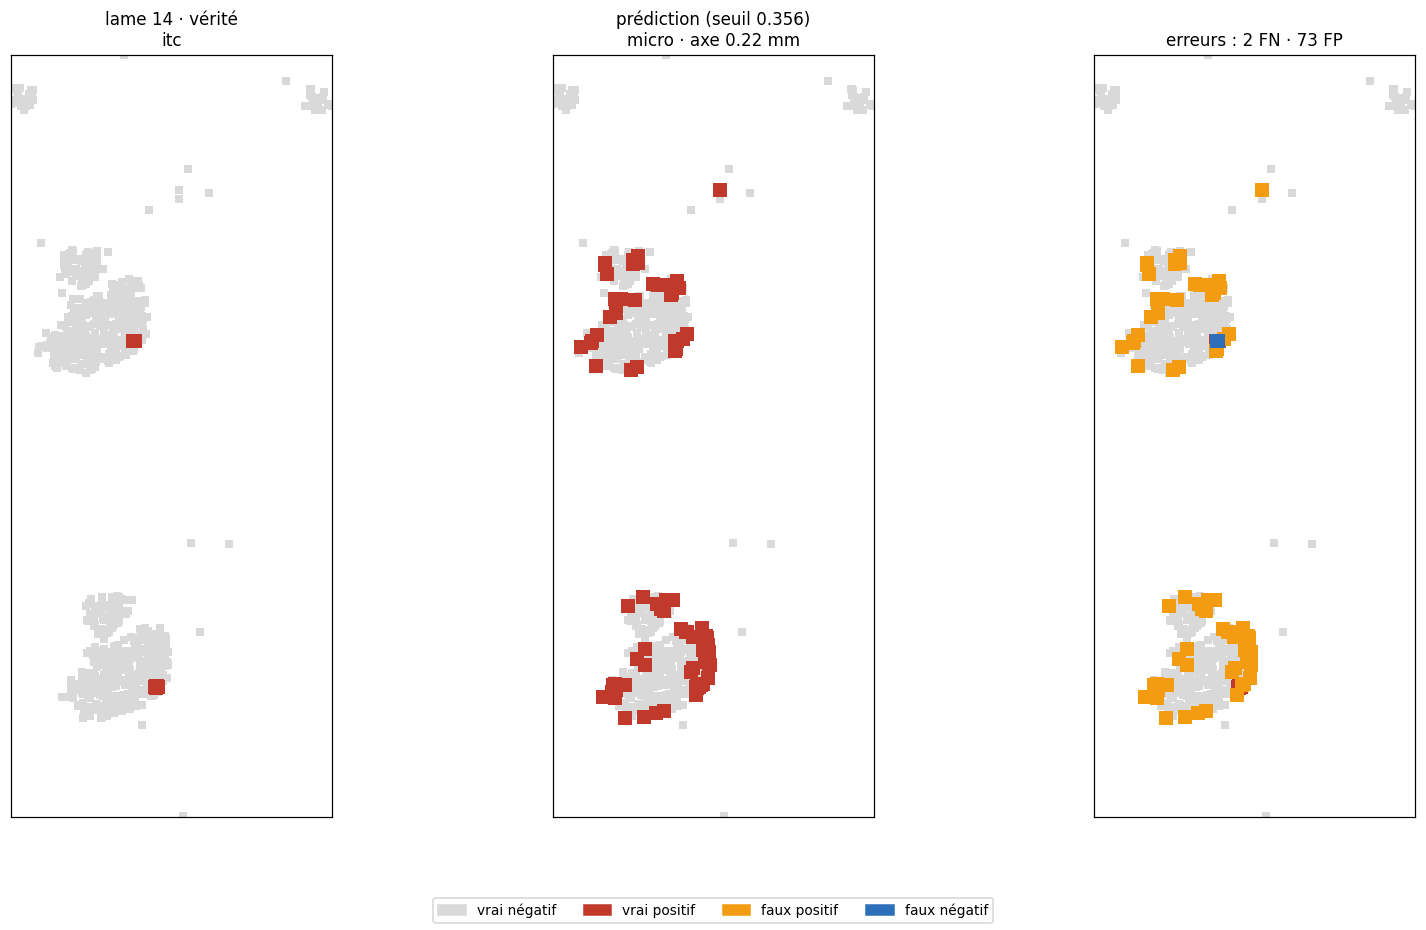 lame 14 · vérité
itc
prédiction (seuil 0.356)
micro · axe 0.22 mm
erreurs : 2 FN · 73 FP
vrai négatif
vrai positif
faux positif
faux négatif